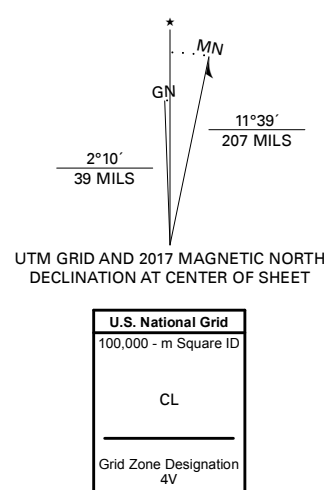 ★
MN
GN
11°39´
207 MILS
2°10´
39 MILS
UTM GRID AND 2017 MAGNETIC NORTH
DECLINATION AT CENTER OF SHEET
U.S. National Grid
100,000 - m Square ID
CL
Grid Zone Designation
4V